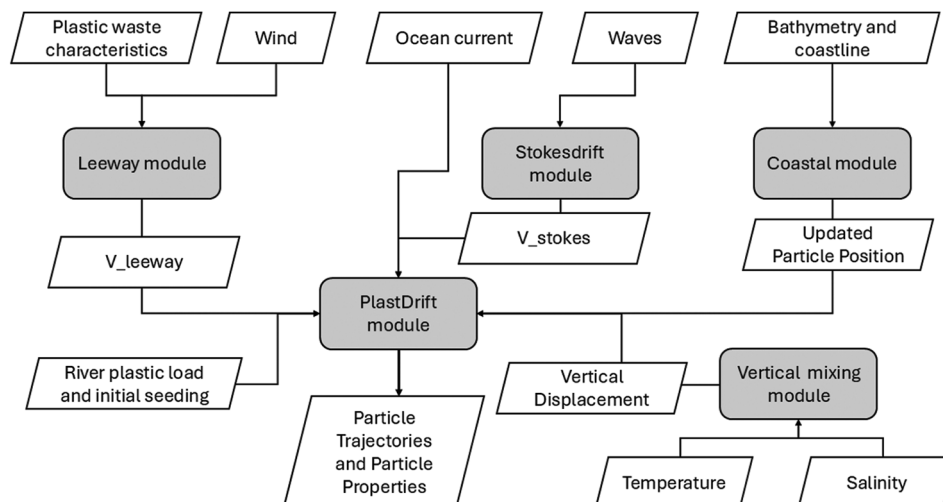 Plastic waste
characteristics
Wind
Ocean current
Waves
Bathymetry and
coastline
Leeway module
Stokesdrift
module
Coastal module
V_leeway
V_stokes
Updated
Particle Position
PlastDrift
module
River plastic load
and initial seeding
Vertical
Displacement
Vertical mixing
module
Particle
Trajectories
and Particle
Properties
Temperature
Salinity